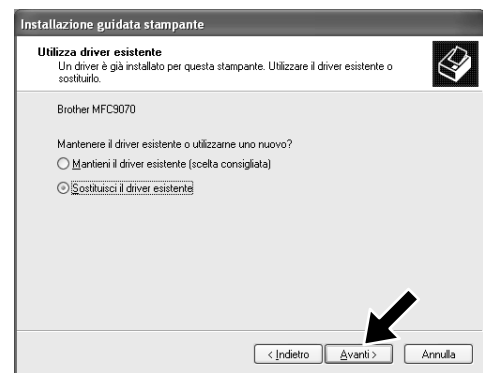 Installazione guidata stampante
Utilizza driver esistente
Un driver è già installato per questa stampante. Utilizzare il driver esistente o
sostituirlo.
Brother MFC9070
Mantenere il driver esistente o utilizzarne uno nuovo?
Mantieni il driver esistente (scelta consigliata)
Sostituisci il driver esistente
< Indietro
Avanti >
Annulla